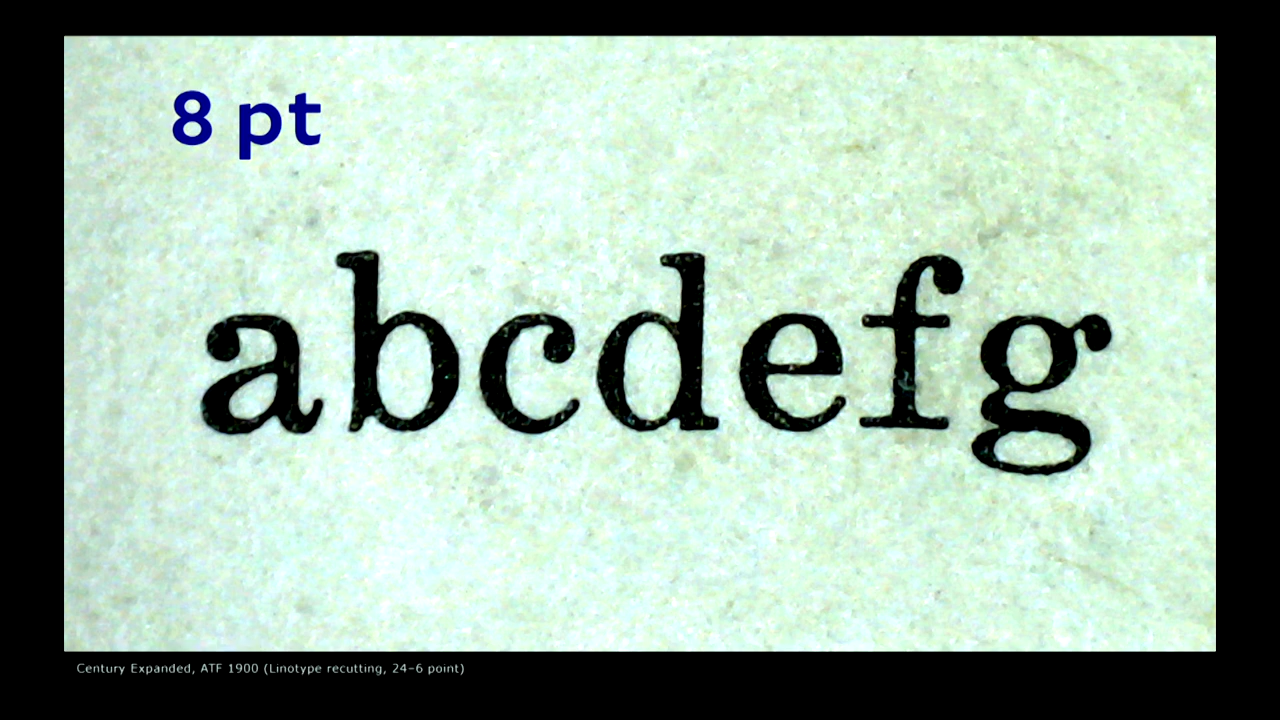 8 pt
abcdefg
Century Expanded, ATF 1900 (Linotype recutting, 24–6 point)